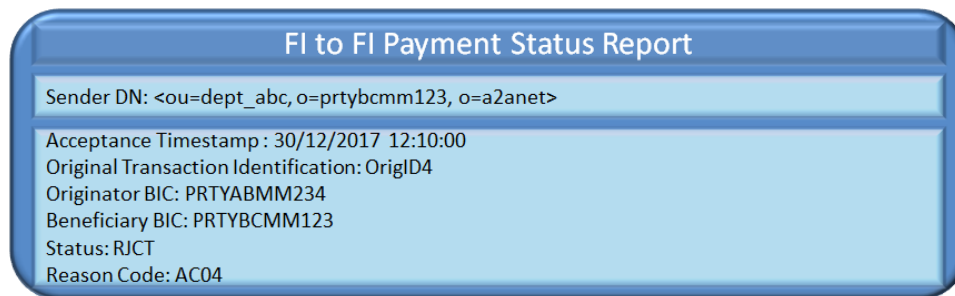 FI to FI Payment Status Report
Sender DN: <ou=dept_abc, o=prtybcmm123, o=a2anet>
Acceptance Timestamp : 30/12/2017 12:10:00
Original Transaction Identification: OrigID4
Originator BIC: PRTYABMM234
Beneficiary BIC: PRTYBCMM123
Status: RJCT
Reason Code: AC04